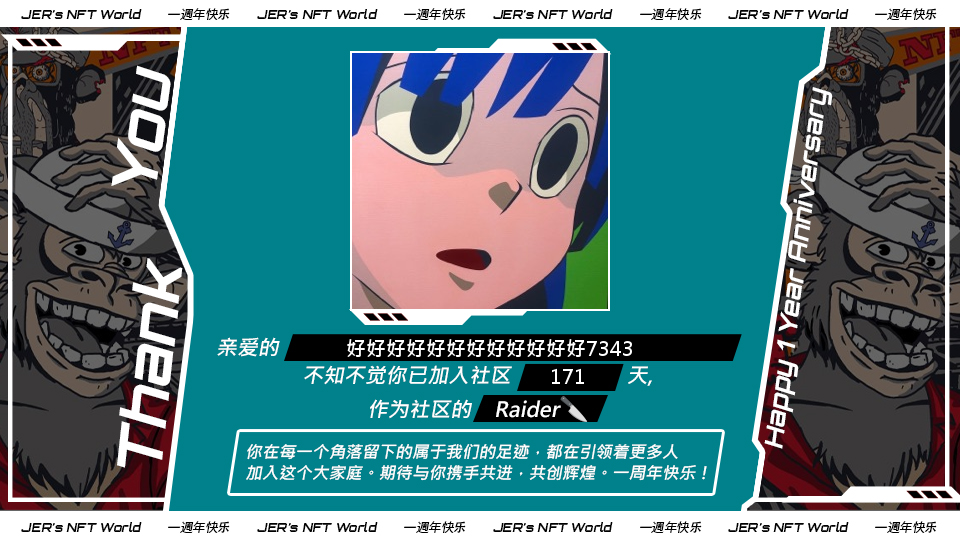 JER's NFT World 一週年快乐 JER's NFT World 一週年快乐 JER's NFT World 一週年快乐 JER's NFT World 一週年快乐
Thank You
亲爱的 好好好好好好好好好好好好7343
不知不觉你已加入社区 171 天,
作为社区的 Raider
你在每一个角落留下的属于我们的足迹，都在引领着更多人
加入这个大家庭。期待与你携手共进，共创辉煌。一周年快乐！
Happy 1 Year Anniversary
JER's NFT World 一週年快乐 JER's NFT World 一週年快乐 JER's NFT World 一週年快乐 JER's NFT World 一週年快乐